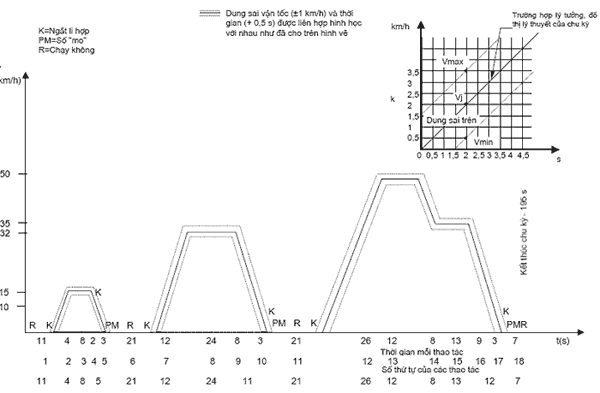 Dung sai vận tốc (±1 km/h) và thời
gian (+ 0,5 s) được liên hợp hình học
với nhau như đã cho trên hình vẽ
K=Ngắt li hợp
PM=Số "mo"
R=Chạy không
km/h)
50
35
32
15
10
km/h
Trường hợp lý tưởng, đồ
thị lý thuyết của chu kỳ
Vmax
3,5
k
3
2,5
Vj
2
1,5
Dung sai trên
1
0,5
Vmin
0
0 0,5 1 1,5 2 2,5 3 3,5 4 4,5
s
Kết thúc chu kỳ - 195 s
R K K PM R K K PM R K K PMR
11 4 8 2 3 21 12 24 8 3 21 26 12 8 13 9 3 7 t(s)
Thời gian mỗi thao tác
1 2 3 4 5 6 7 8 9 10 11 12 13 14 15 16 17 18
Số thứ tự của các thao tác
11 4 8 5 21 12 24 11 21 26 12 8 13 12 7